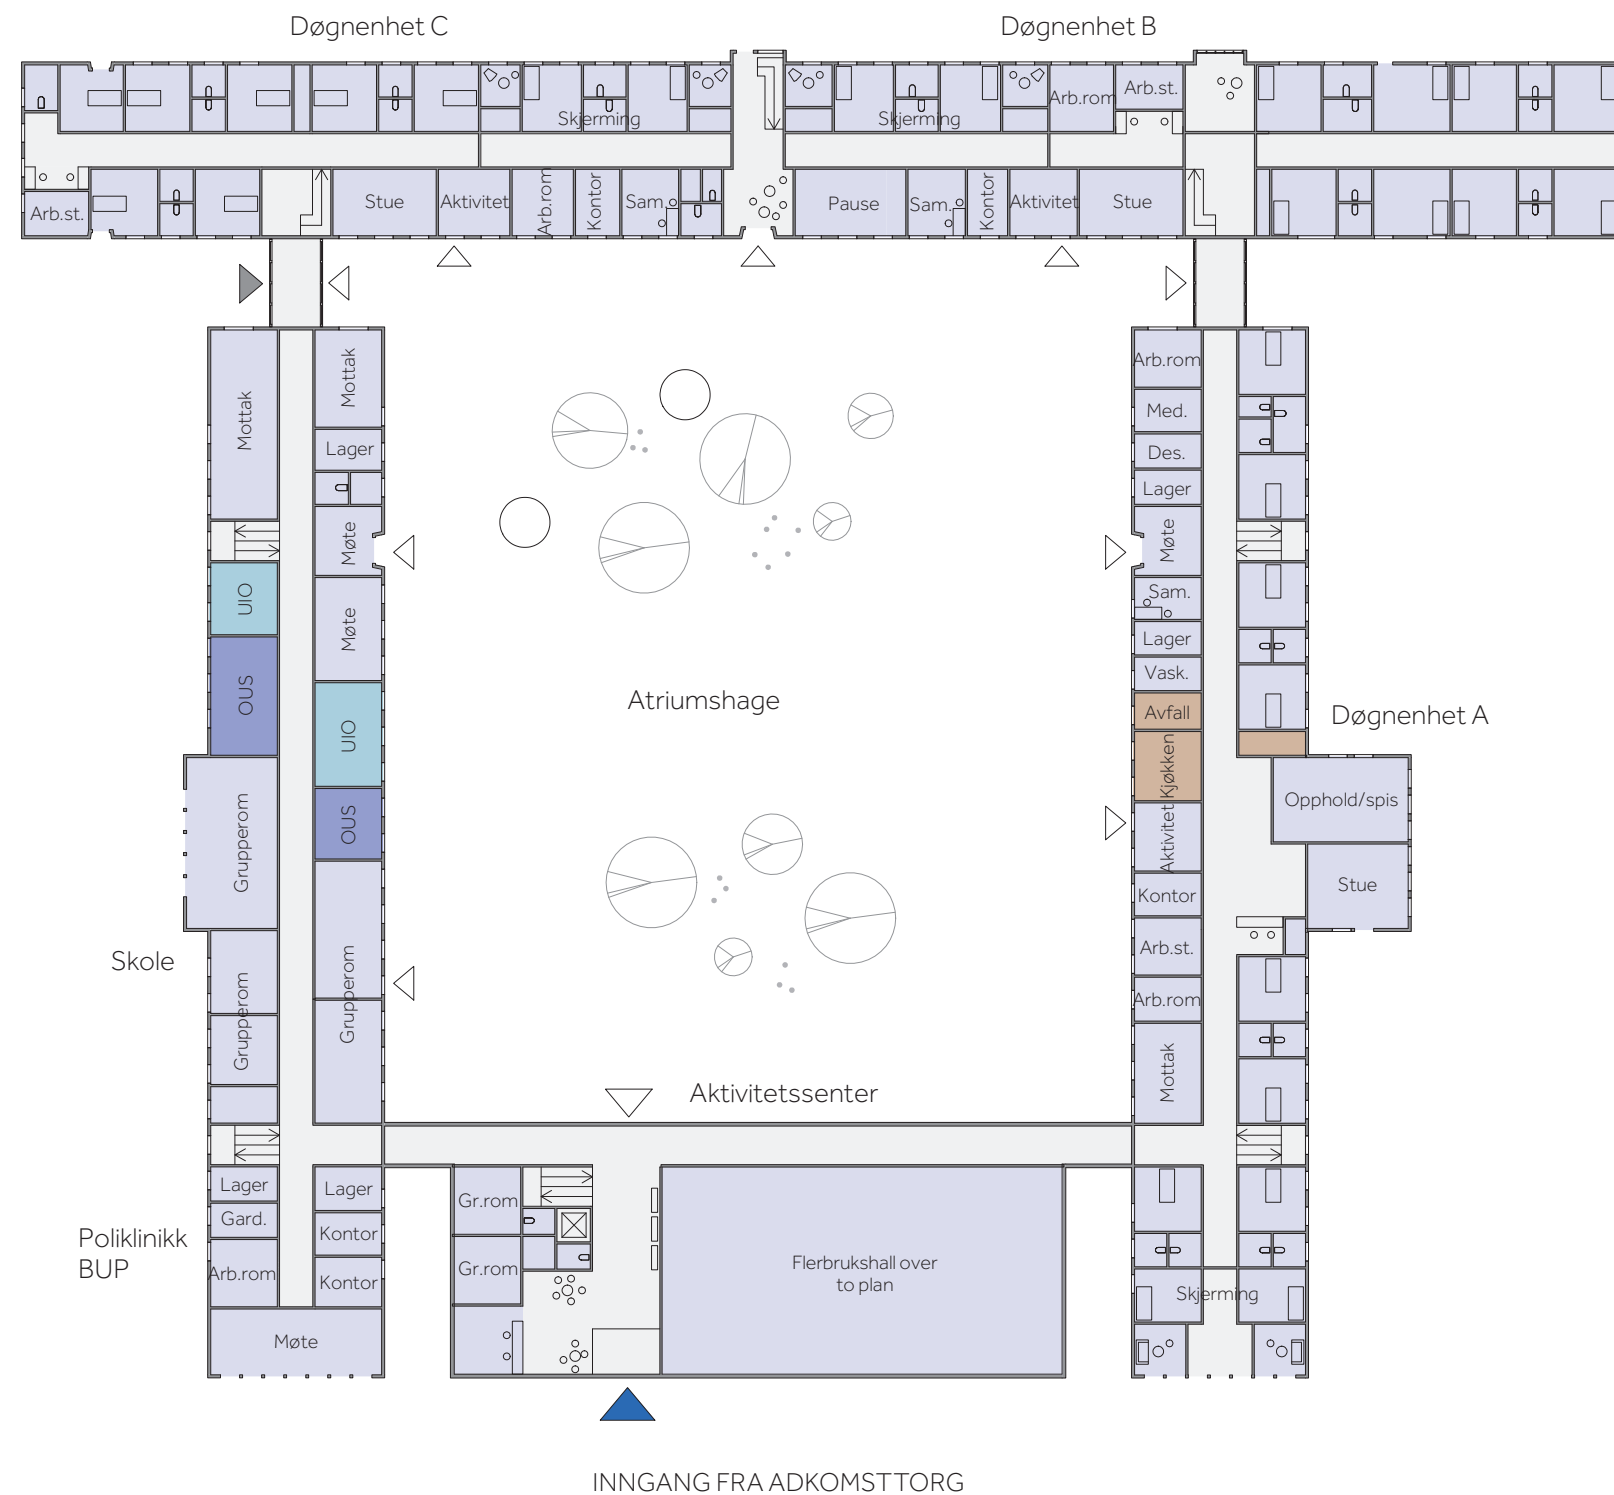 Døgnenhet C
Døgnenhet B
Skjerming
Skjerming
Arb.rom
Arb.st.
Arb.st.
Stue
Aktivitet
Arb.rom
Kontor
Sam.
Pause
Sam.
Kontor
Aktivitet
Stue
Mottak
Mottak
Lager
Møte
UIO
Møte
OUS
UIO
OUS
Grupperom
Grupperom
Grupperom
Skole
Lager
Lager
Gard.
Kontor
Arb.rom
Kontor
Møte
Poliklinikk
BUP
Atriumshage
Aktivitetssenter
Gr.rom
Gr.rom
Flerbrukshall over
to plan
Arb.rom
Med.
Des.
Lager
Møte
Sam.
Lager
Vask.
Avfall
Kjøkken
Aktivitet
Kontor
Arb.st.
Arb.rom
Mottak
Døgnenhet A
Opphold/spis
Stue
Skjerming
INNGANG FRA ADKOMSTTORG